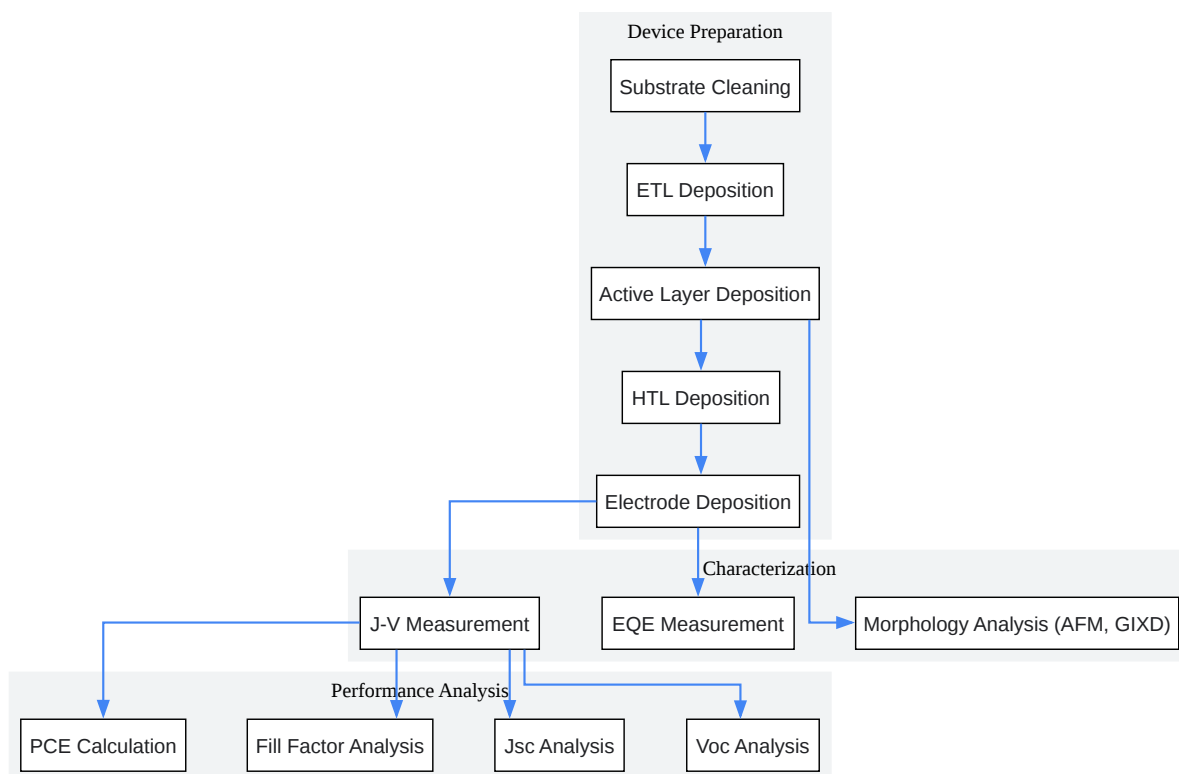 Device Preparation
Substrate Cleaning
ETL Deposition
Active Layer Deposition
HTL Deposition
Electrode Deposition
Characterization
J-V Measurement
EQE Measurement
Morphology Analysis (AFM, GIXD)
Performance Analysis
PCE Calculation
Fill Factor Analysis
Jsc Analysis
Voc Analysis